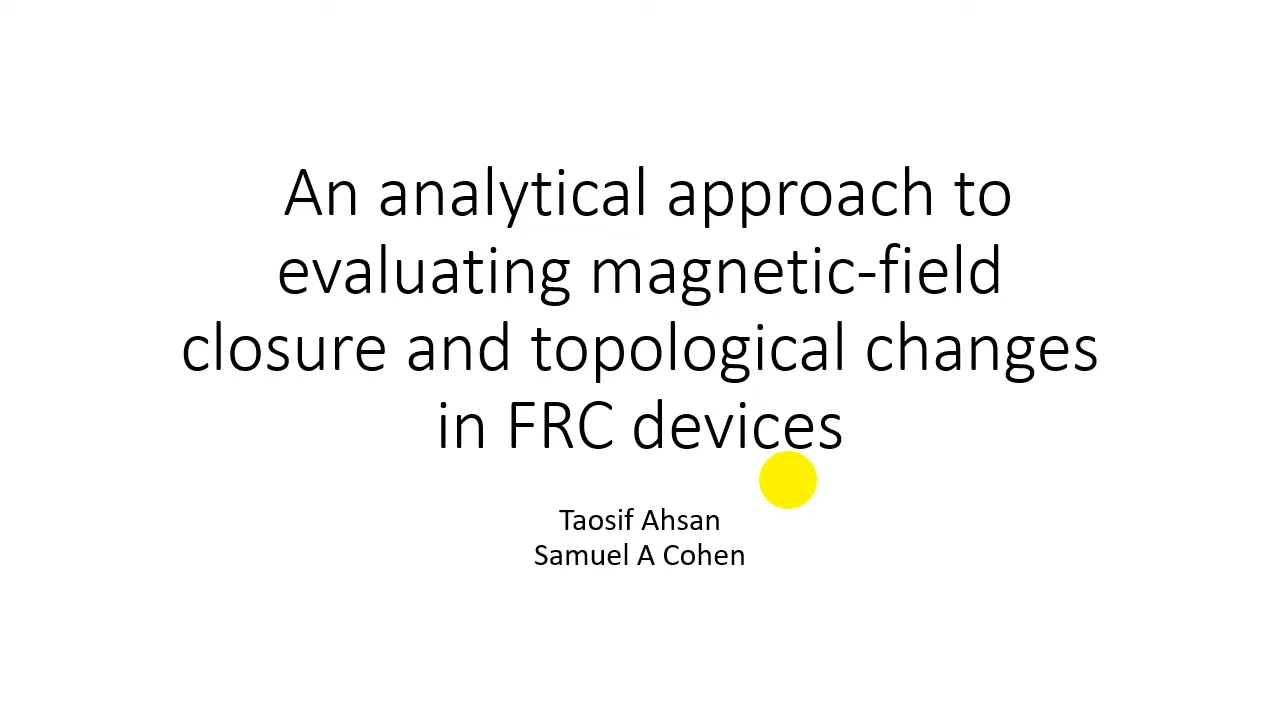 An analytical approach to
evaluating magnetic-field
closure and topological changes
in FRC devices
Taosif Ahsan
Samuel A Cohen